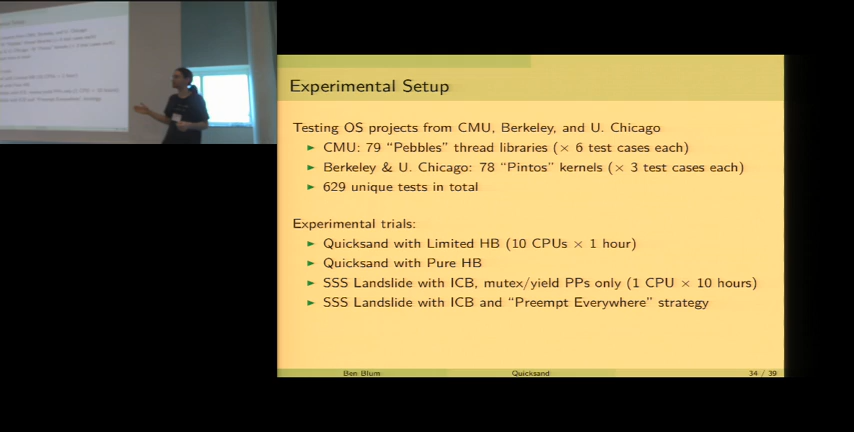 Experimental Setup
Testing OS projects from CMU, Berkeley, and U. Chicago
► CMU: 79 “Pebbles” thread libraries (× 6 test cases each)
► Berkeley & U. Chicago: 78 “Pintos” kernels (× 3 test cases each)
► 629 unique tests in total
Experimental trials:
► Quicksand with Limited HB (10 CPUs × 1 hour)
► Quicksand with Pure HB
► SSS Landslide with ICB, mutex/yield PPs only (1 CPU × 10 hours)
► SSS Landslide with ICB and “Preempt Everywhere” strategy
Ben Blum Quicksand 34 / 39